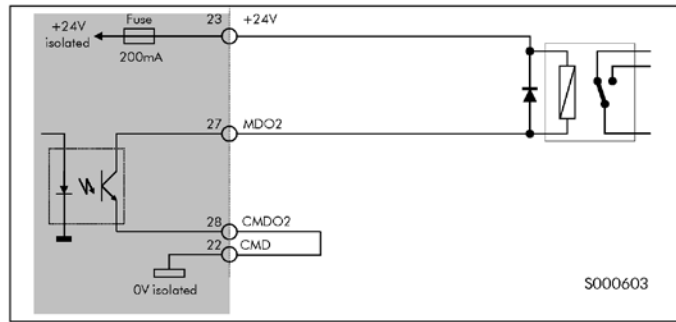 +24V
isolated
Fuse
200mA
23
+24V
27
MDO2
28
CMDO2
22
CMD
0V isolated
S000603